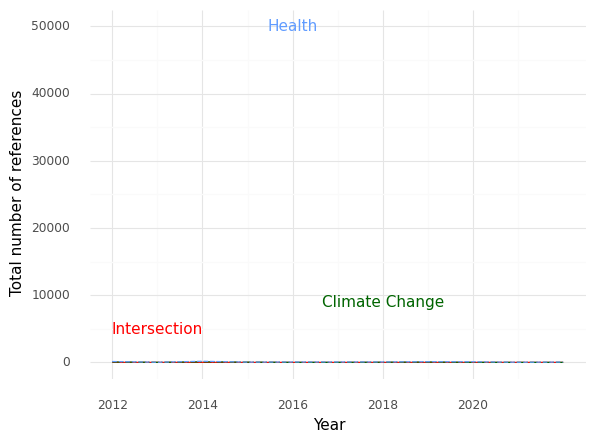 Health
50000
40000
30000
20000
10000
0
Climate Change
Intersection
Total number of references
2012
2014
2016
2018
2020
Year